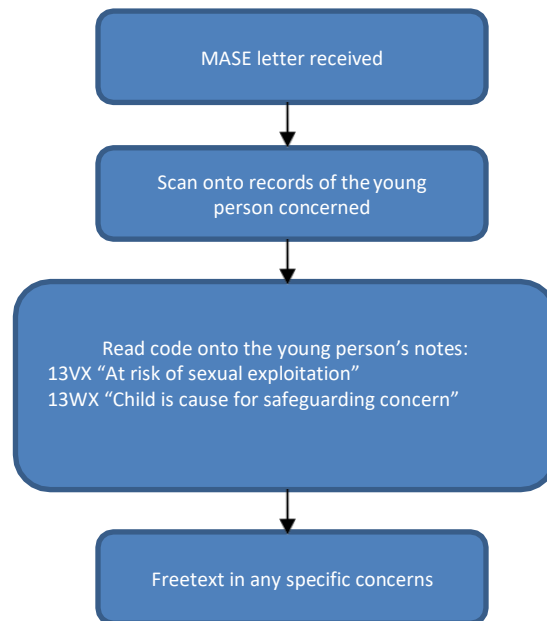 MASE letter received
Scan onto records of the young
person concerned
Read code onto the young person’s notes:
13VX “At risk of sexual exploitation”
13WX “Child is cause for safeguarding concern”
Freetext in any specific concerns